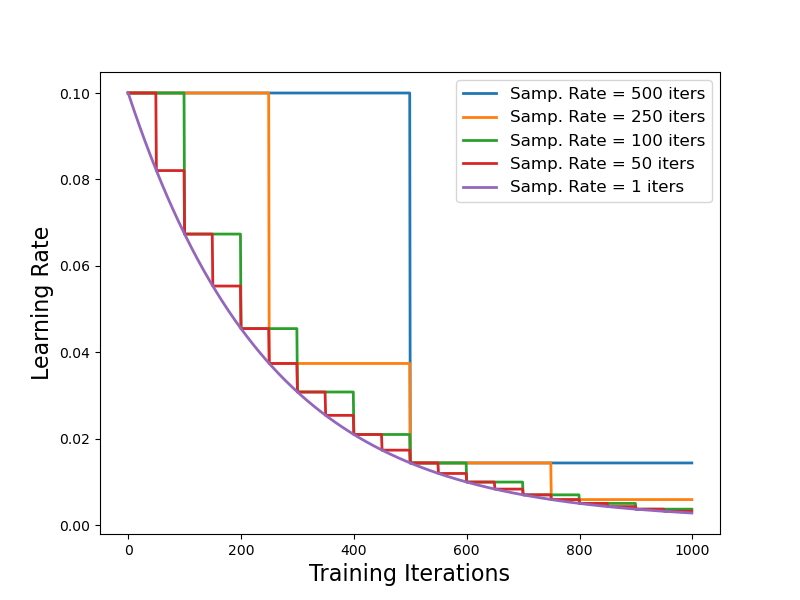 Samp. Rate = 500 iters
Samp. Rate = 250 iters
Samp. Rate = 100 iters
Samp. Rate = 50 iters
Samp. Rate = 1 iters
Learning Rate
0.10
0.08
0.06
0.04
0.02
0.00
0 200 400 600 800 1000
Training Iterations